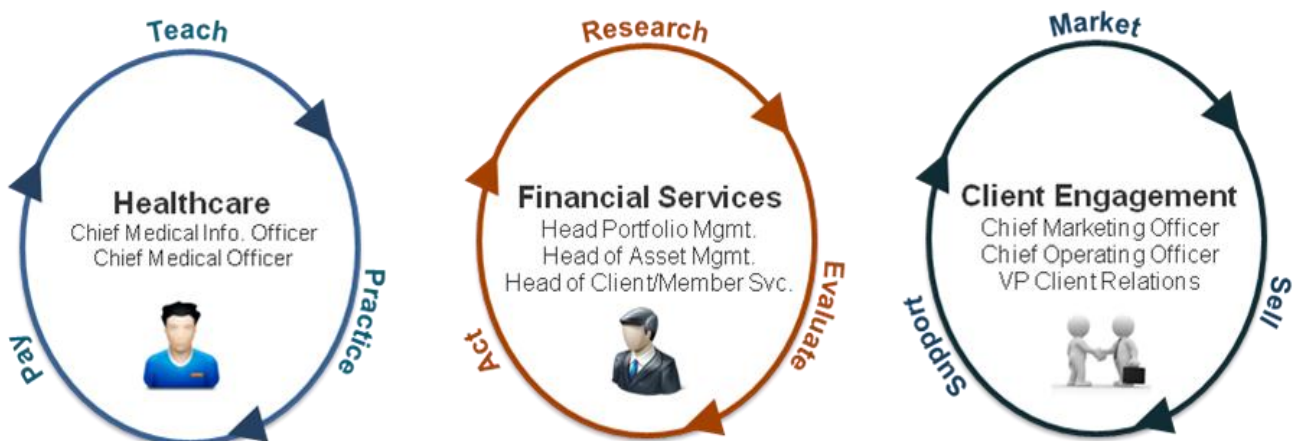 Teach
Healthcare
Chief Medical Info. Officer
Chief Medical Officer
Practice
Pay
Research
Financial Services
Head Portfolio Mgmt.
Head of Asset Mgmt.
Head of Client/Member Svc.
Evaluate
Act
Market
Client Engagement
Chief Marketing Officer
Chief Operating Officer
VP Client Relations
Sell
Support